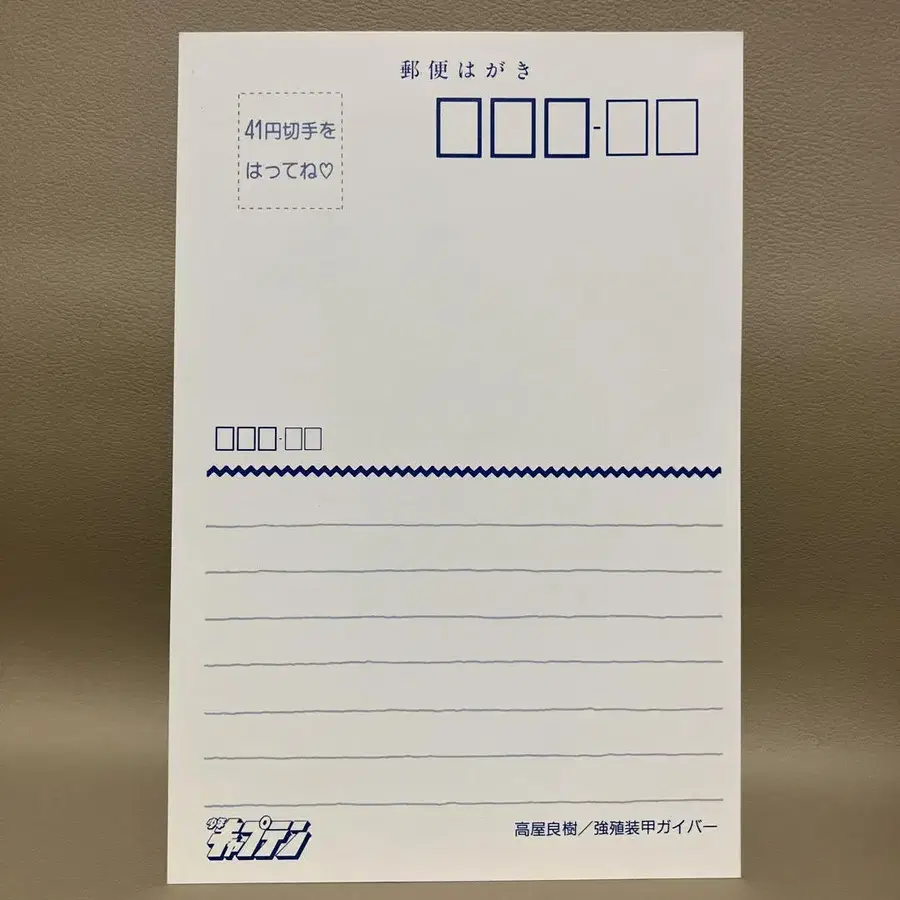 郵便はがき
41円切手を
はってね♡
少年キャプテン
高屋良樹／強殖装甲ガイバー